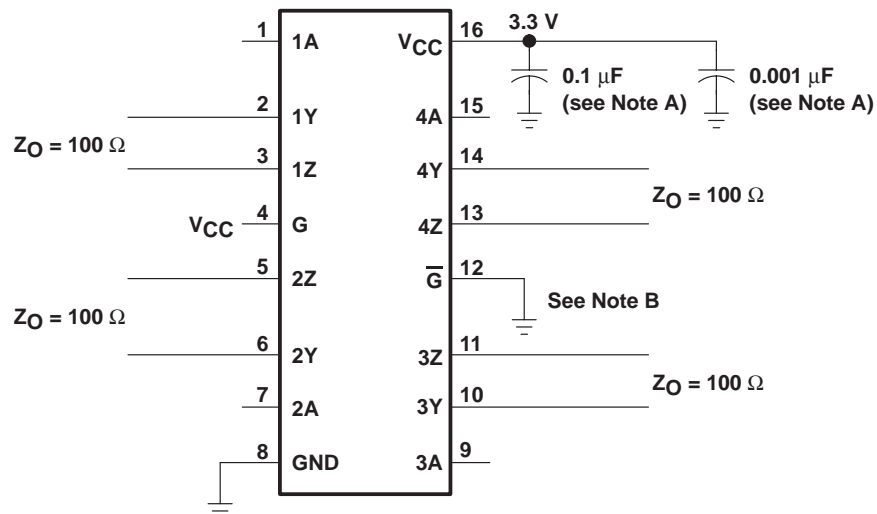 3.3 V
1 1A VCC 16
0.1 μF
(see Note A)
0.001 μF
(see Note A)
2 1Y 4A 15
ZO = 100 Ω
3 1Z 4Y 14
ZO = 100 Ω
VCC 4 G 4Z 13
5 2Z G̅ 12
See Note B
ZO = 100 Ω
6 2Y 3Z 11
ZO = 100 Ω
7 2A 3Y 10
8 GND 3A 9